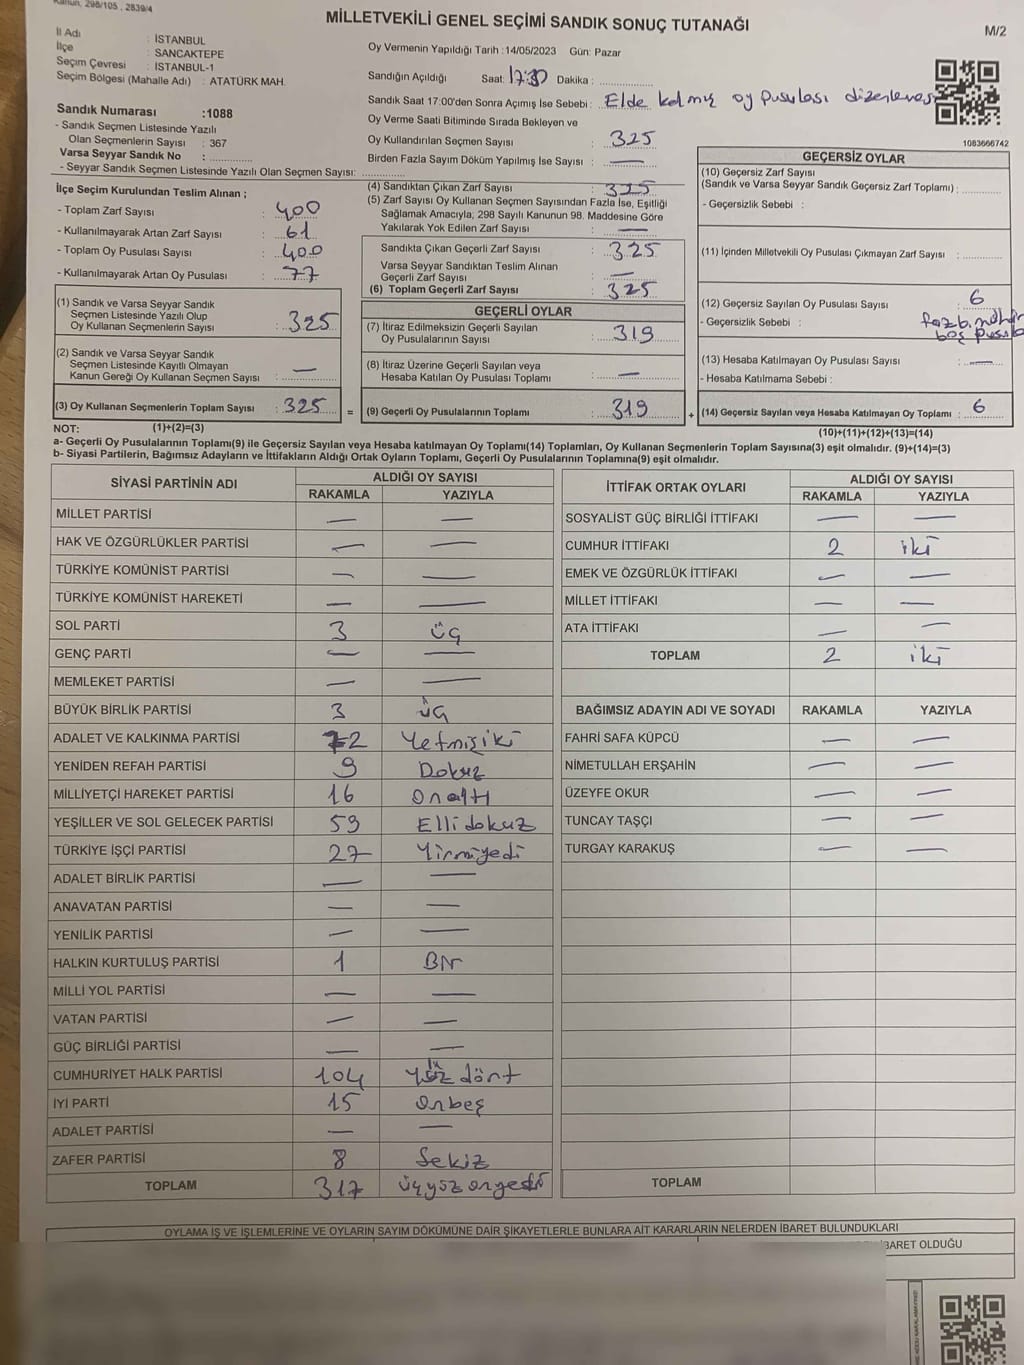 Kanun, 298/105 , 2839/4
MİLLETVEKİLİ GENEL SEÇİMİ SANDIK SONUÇ TUTANAĞI
M/2
İl Adı : İSTANBUL
İlçe : SANCAKTEPE
Seçim Çevresi : İSTANBUL-1
Seçim Bölgesi (Mahalle Adı) : ATATÜRK MAH.
Oy Vermenin Yapıldığı Tarih :14/05/2023 Gün: Pazar
Sandığın Açıldığı Saat: 17:30 Dakika :
Sandık Saat 17:00'den Sonra Açımış İse Sebebi : Elde kalmış oy pusulası
Oy Verme Saati Bitiminde Sırada Bekleyen ve
Oy Kullandırılan Seçmen Sayısı : 325
Birden Fazla Sayım Döküm Yapılmış İse Sayısı : —
1083666742
Sandık Numarası :1088
- Sandık Seçmen Listesinde Yazılı
Olan Seçmenlerin Sayısı : 367
Varsa Seyyar Sandık No :
- Seyyar Sandık Seçmen Listesinde Yazılı Olan Seçmen Sayısı:
İlçe Seçim Kurulundan Teslim Alınan ;
- Toplam Zarf Sayısı : 400
- Kullanılmayarak Artan Zarf Sayısı : 61
- Toplam Oy Pusulası Sayısı : 400
- Kullanılmayarak Artan Oy Pusulası : 77
(1) Sandık ve Varsa Seyyar Sandık
Seçmen Listesinde Yazılı Olup
Oy Kullanan Seçmenlerin Sayısı : 325
(2) Sandık ve Varsa Seyyar Sandık
Seçmen Listesinde Kayıtlı Olmayan
Kanun Gereği Oy Kullanan Seçmen Sayısı : —
(3) Oy Kullanan Seçmenlerin Toplam Sayısı : 325 =
(4) Sandıktan Çıkan Zarf Sayısı : 325
(5) Zarf Sayısı Oy Kullanan Seçmen Sayısından Fazla İse, Eşitliği
Sağlamak Amacıyla; 298 Sayılı Kanunun 98. Maddesine Göre
Yakılarak Yok Edilen Zarf Sayısı : —
Sandıkta Çıkan Geçerli Zarf Sayısı : 325
Varsa Seyyar Sandıktan Teslim Alınan
Geçerli Zarf Sayısı : —
(6) Toplam Geçerli Zarf Sayısı : 325
GEÇERLİ OYLAR
(7) İtiraz Edilmeksizin Geçerli Sayılan
Oy Pusulalarının Sayısı : 319
(8) İtiraz Üzerine Geçerli Sayılan veya
Hesaba Katılan Oy Pusulası Toplamı : —
(9) Geçerli Oy Pusulalarının Toplamı : 319 +
GEÇERSİZ OYLAR
(10) Geçersiz Zarf Sayısı
(Sandık ve Varsa Seyyar Sandık Geçersiz Zarf Toplamı) :
- Geçersizlik Sebebi :
(11) İçinden Milletvekili Oy Pusulası Çıkmayan Zarf Sayısı :
(12) Geçersiz Sayılan Oy Pusulası Sayısı : 6
- Geçersizlik Sebebi :
boş pusula
(13) Hesaba Katılmayan Oy Pusulası Sayısı : —
- Hesaba Katılmama Sebebi :
(14) Geçersiz Sayılan veya Hesaba Katılmayan Oy Toplamı : 6
NOT: (1)+(2)=(3)
(10)+(11)+(12)+(13)=(14)
a- Geçerli Oy Pusulalarının Toplamı(9) ile Geçersiz Sayılan veya Hesaba katılmayan Oy Toplamı(14) Toplamları, Oy Kullanan Seçmenlerin Toplam Sayısına(3) eşit olmalıdır. (9)+(14)=(3)
b- Siyasi Partilerin, Bağımsız Adayların ve İttifakların Aldığı Ortak Oyların Toplamı, Geçerli Oy Pusulalarının Toplamına(9) eşit olmalıdır.
SİYASİ PARTİNİN ADI
ALDIĞI OY SAYISI
RAKAMLA YAZIYLA
MİLLET PARTİSİ — —
HAK VE ÖZGÜRLÜKLER PARTİSİ — —
TÜRKİYE KOMÜNİST PARTİSİ — —
TÜRKİYE KOMÜNİST HAREKETİ — —
SOL PARTİ 3 üç
GENÇ PARTİ — —
MEMLEKET PARTİSİ — —
BÜYÜK BİRLİK PARTİSİ 3 üç
ADALET VE KALKINMA PARTİSİ 72 Yetmişiki
YENİDEN REFAH PARTİSİ 9 Dokuz
MİLLİYETÇİ HAREKET PARTİSİ 16 Onaltı
YEŞİLLER VE SOL GELECEK PARTİSİ 59 Elli dokuz
TÜRKİYE İŞÇİ PARTİSİ 27 Yirmiyedi
ADALET BİRLİK PARTİSİ — —
ANAVATAN PARTİSİ — —
YENİLİK PARTİSİ — —
HALKIN KURTULUŞ PARTİSİ 1 Bir
MİLLİ YOL PARTİSİ — —
VATAN PARTİSİ — —
GÜÇ BİRLİĞİ PARTİSİ — —
CUMHURİYET HALK PARTİSİ 104 Yüz dört
İYİ PARTİ 15 Onbeş
ADALET PARTİSİ — —
ZAFER PARTİSİ 8 Sekiz
TOPLAM 317 üçyüz onyedi
İTTİFAK ORTAK OYLARI
ALDIĞI OY SAYISI
RAKAMLA YAZIYLA
SOSYALİST GÜÇ BİRLİĞİ İTTİFAKI — —
CUMHUR İTTİFAKI 2 iki
EMEK VE ÖZGÜRLÜK İTTİFAKI — —
MİLLET İTTİFAKI — —
ATA İTTİFAKI — —
TOPLAM 2 iki
BAĞIMSIZ ADAYIN ADI VE SOYADI RAKAMLA YAZIYLA
FAHRİ SAFA KÜPCÜ — —
NİMETULLAH ERŞAHİN — —
ÜZEYFE OKUR — —
TUNCAY TAŞÇI — —
TURGAY KARAKUŞ — —
TOPLAM
OYLAMA İŞ VE İŞLEMLERİNE VE OYLARIN SAYIM DÖKÜMÜNE DAİR ŞİKAYETLERLE BUNLARA AİT KARARLARIN NELERDEN İBARET BULUNDUKLARI
İBARET OLDUĞU